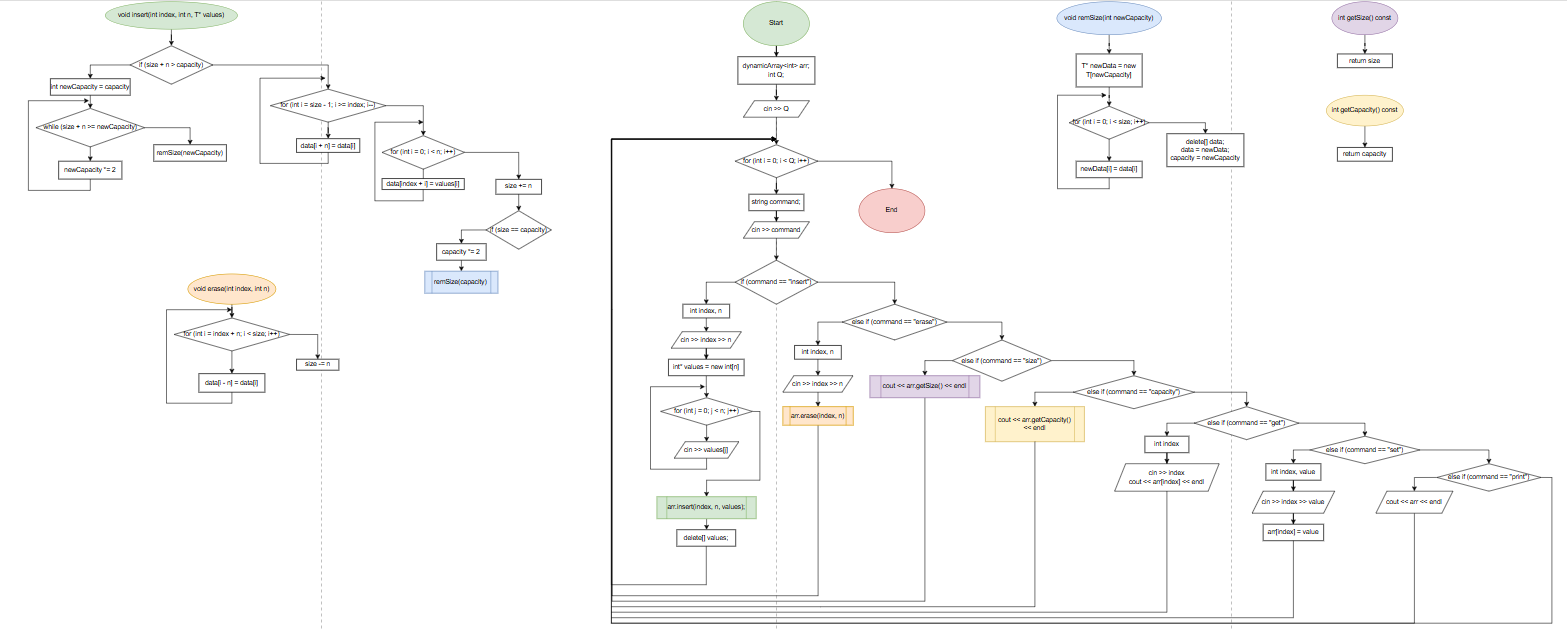 void insert(int index, int n, T* values)
if (size + n > capacity)
int newCapacity = capacity
while (size + n >= newCapacity)
remSize(newCapacity)
newCapacity *= 2
for (int i = size - 1; i >= index; i--)
data[i + n] = data[i]
for (int i = 0; i < n; i++)
data[index + i] = values[i]
size += n
if (size == capacity)
capacity *= 2
remSize(capacity)
void erase(int index, int n)
for (int i = index + n; i < size; i++)
size -= n
data[i - n] = data[i]
Start
dynamicArray<int> arr;
int Q;
cin >> Q
for (int i = 0; i < Q; i++)
End
string command;
cin >> command
if (command == "insert")
int index, n
cin >> index >> n
int* values = new int[n]
for (int j = 0; j < n; j++)
cin >> values[j]
arr.insert(index, n, values);
delete[] values;
else if (command == "erase")
int index, n
cin >> index >> n
arr.erase(index, n)
else if (command == "size")
cout << arr.getSize() << endl
else if (command == "capacity")
cout << arr.getCapacity()
<< endl
else if (command == "get")
int index
cin >> index
cout << arr[index] << endl
else if (command == "set")
int index, value
cin >> index >> value
arr[index] = value
else if (command == "print")
cout << arr << endl
void remSize(int newCapacity)
T* newData = new
T[newCapacity]
for (int i = 0; i < size; i++)
delete[] data;
data = newData;
capacity = newCapacity
newData[i] = data[i]
int getSize() const
return size
int getCapacity() const
return capacity